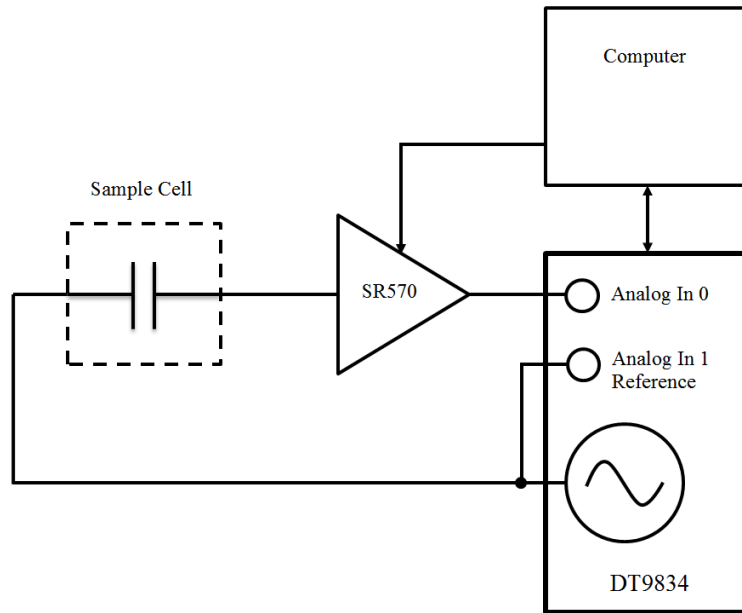 Computer
Sample Cell
SR570
Analog In 0
Analog In 1
Reference
DT9834